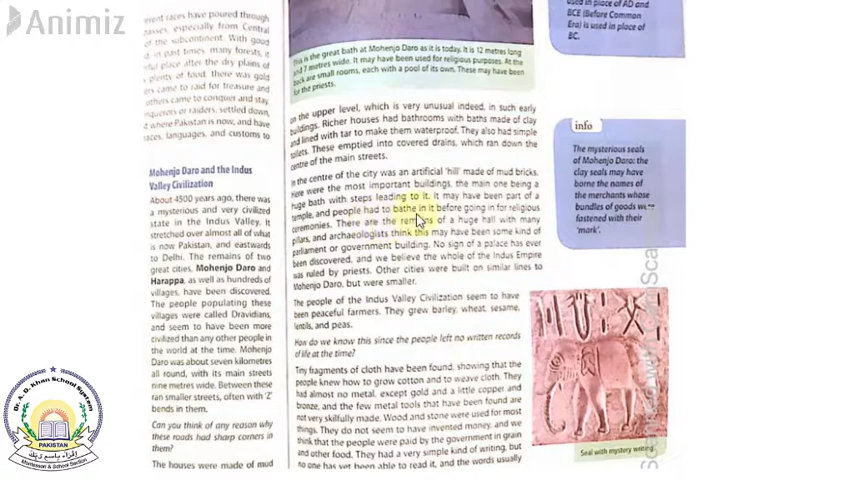 Animiz
erent races have poured through
passes, especially from Central
of the subcontinent. With good
t in past times, many forests, it
ful place after the dry plains of
plenty of food, there was gold
ers came to raid for treasure and
others came to conquer and stay.
nquerors or raiders, settled down,
t where Pakistan is now, and have
races, languages, and customs to
Mohenjo Daro and the Indus
Valley Civilization
About 4500 years ago, there was
a mysterious and very civilized
state in the Indus Valley. It
stretched over almost all of what
is now Pakistan, and eastwards
to Delhi. The remains of two
great cities, Mohenjo Daro and
Harappa, as well as hundreds of
villages, have been discovered.
The people populating these
villages were called Dravidians,
and seem to have been more
civilized than any other people in
the world at the time. Mohenjo
Daro was about seven kilometres
all round, with its main streets
nine metres wide. Between these
ran smaller streets, often with 'Z'
bends in them.
Can you think of any reason why
these roads had sharp corners in
them?
The houses were made of mud
This is the great bath at Mohenjo Daro as it is today. It is 12 metres long
and 7 metres wide. It may have been used for religious purposes. At the
back are small rooms, each with a pool of its own. These may have been
for the priests.
on the upper level, which is very unusual indeed, in such early
buildings. Richer houses had bathrooms with baths made of clay
and lined with tar to make them waterproof. They also had simple
toilets. These emptied into covered drains, which ran down the
centre of the main streets.
In the centre of the city was an artificial 'hill' made of mud bricks.
Here were the most important buildings, the main one being a
huge bath with steps leading to it. It may have been part of a
temple, and people had to bathe in it before going in for religious
ceremonies. There are the remains of a huge hall with many
pillars, and archaeologists think this may have been some kind of
parliament or government building. No sign of a palace has ever
been discovered, and we believe the whole of the Indus Empire
was ruled by priests. Other cities were built on similar lines to
Mohenjo Daro, but were smaller.
The people of the Indus Valley Civilization seem to have
been peaceful farmers. They grew barley, wheat, sesame,
lentils, and peas.
How do we know this since the people left no written records
of life at the time?
Tiny fragments of cloth have been found, showing that the
people knew how to grow cotton and to weave cloth. They
had almost no metal, except gold and a little copper and
bronze, and the few metal tools that have been found are
not very skilfully made. Wood and stone were used for most
things. They do not seem to have invented money, and we
think that the people were paid by the government in grain
and other food. They had a very simple kind of writing, but
no one has yet been able to read it, and the words usually
used in place of AD and
BCE (Before Common
Era) is used in place of
BC.
info
The mysterious seals
of Mohenjo Daro: the
clay seals may have
borne the names of
the merchants whose
bundles of goods were
fastened with their
'mark'.
Seal with mystery writing
Dr. A. Q. Khan School System
PAKISTAN
Montessori & School Section